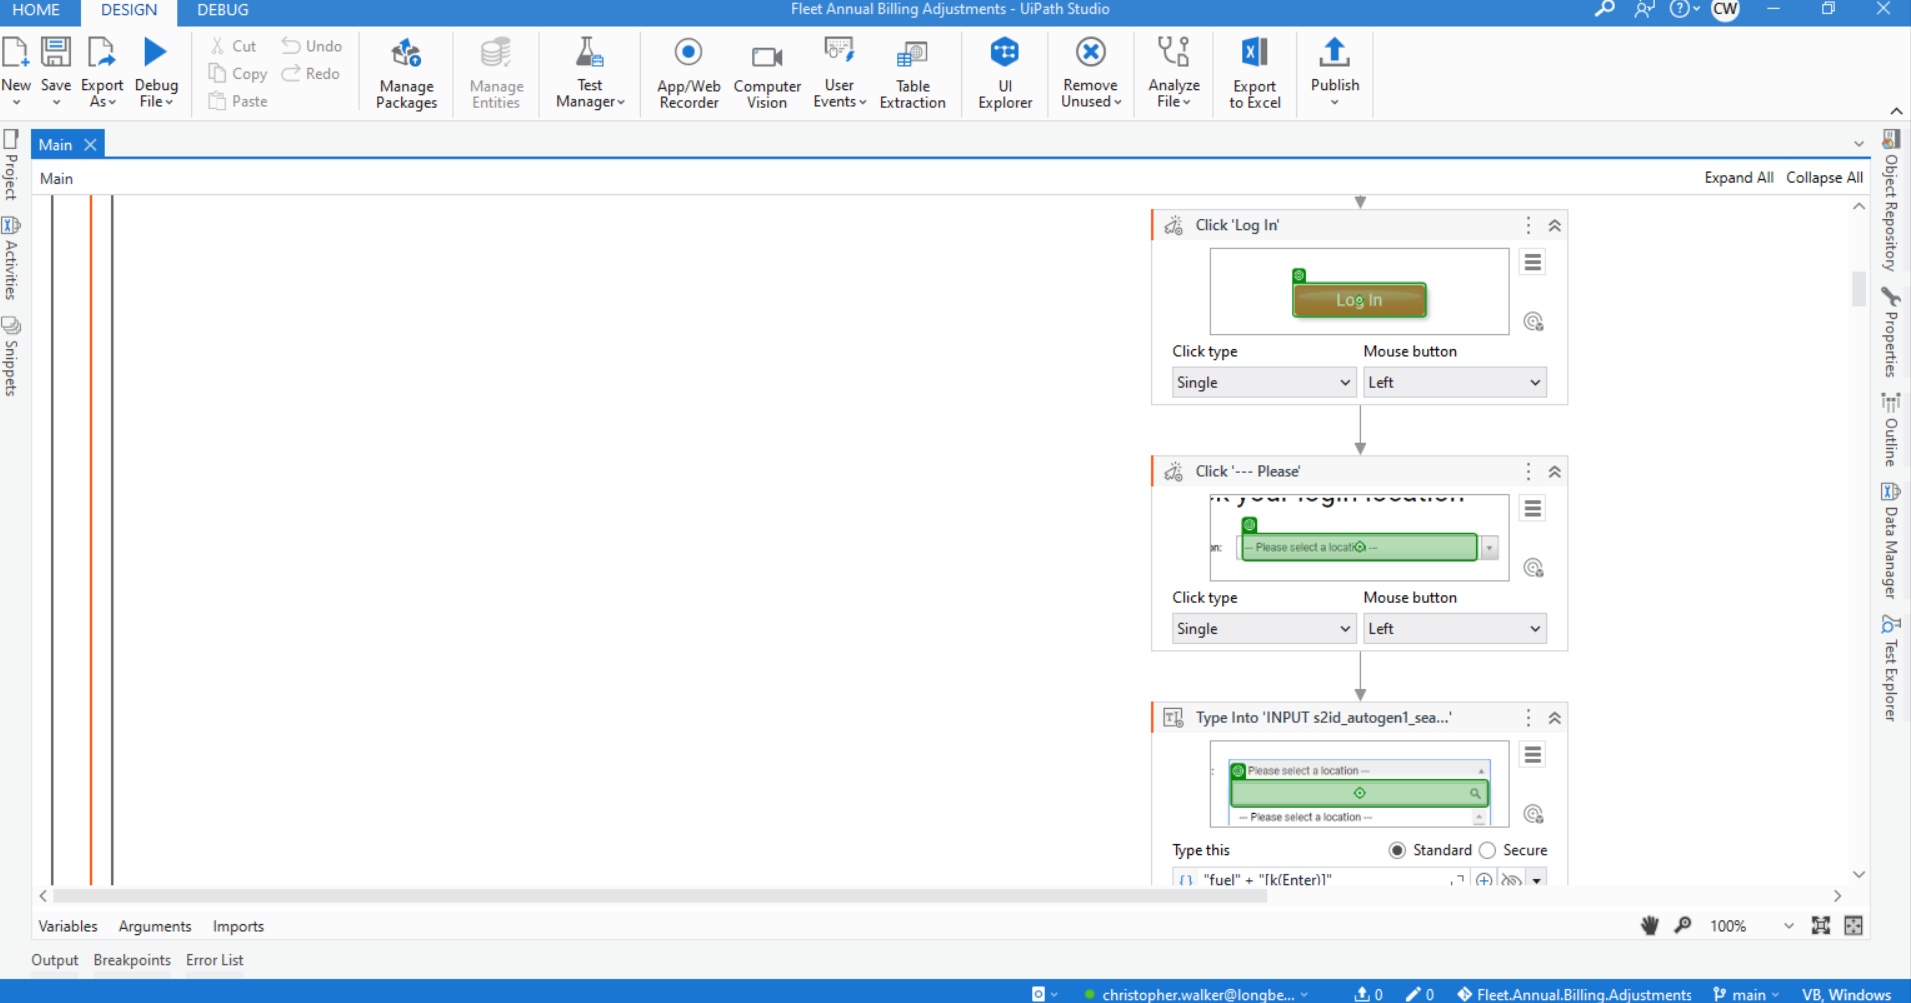 HOME DESIGN DEBUG Fleet Annual Billing Adjustments - UiPath Studio CW
New Save Export As Debug File
Cut Copy Paste Undo Redo
Manage Packages
Manage Entities
Test Manager
App/Web Recorder
Computer Vision
User Events
Table Extraction
UI Explorer
Remove Unused
Analyze File
Export to Excel
Publish
Main
Main Expand All Collapse All
Project
Activities
Snippets
Click 'Log In'
Log In
Click type Mouse button
Single Left
Click '--- Please'
k your login location
on: --- Please select a location ---
Click type Mouse button
Single Left
Type Into 'INPUT s2id_autogen1_sea...'
: Please select a location ---
--- Please select a location ---
Type this Standard Secure
{} "fuel" + "[k(Enter)]"
Object Repository
Properties
Outline
Data Manager
Test Explorer
Variables Arguments Imports 100%
Output Breakpoints Error List
christopher.walker@longbe... 0 0 Fleet.Annual.Billing.Adjustments main VB, Windows